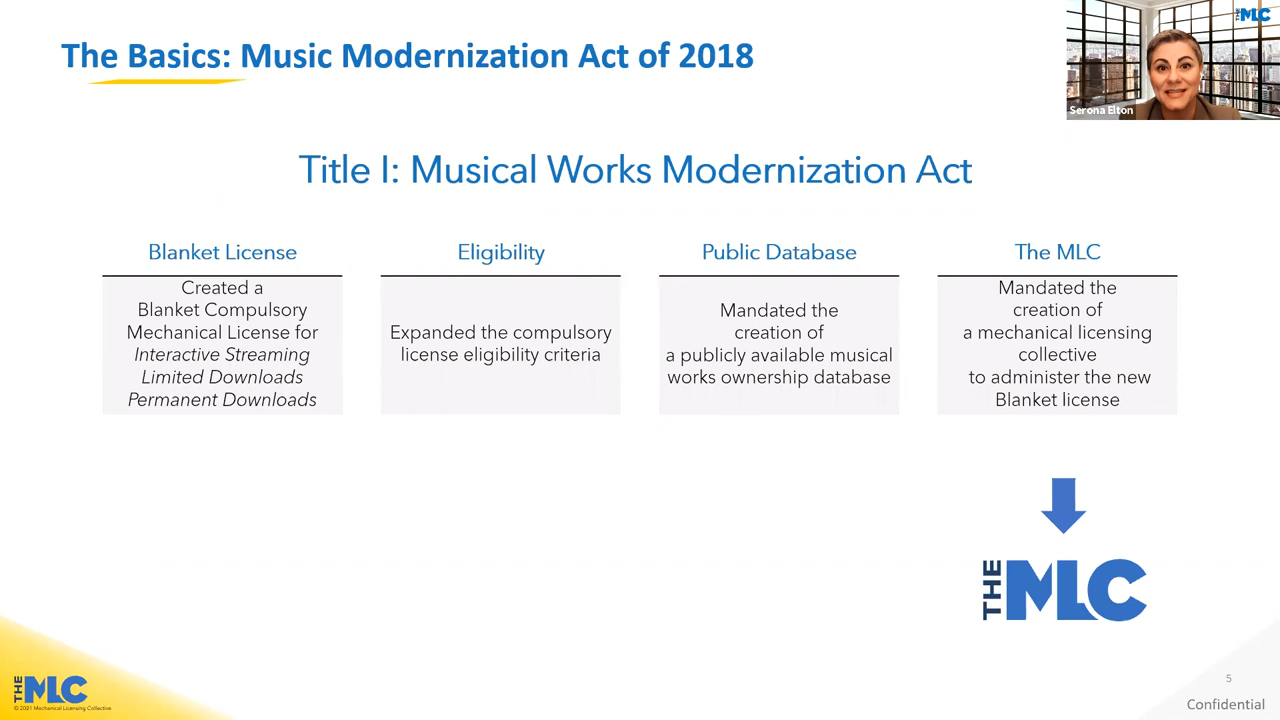 The Basics: Music Modernization Act of 2018
THE MLC
Serona Elton
Title I: Musical Works Modernization Act
Blanket License
Created a
Blanket Compulsory
Mechanical License for
Interactive Streaming
Limited Downloads
Permanent Downloads
Eligibility
Expanded the compulsory
license eligibility criteria
Public Database
Mandated the
creation of
a publicly available musical
works ownership database
The MLC
Mandated the
creation of
a mechanical licensing
collective
to administer the new
Blanket license
THE MLC
THE MLC
© 2021 Mechanical Licensing Collective
5
Confidential